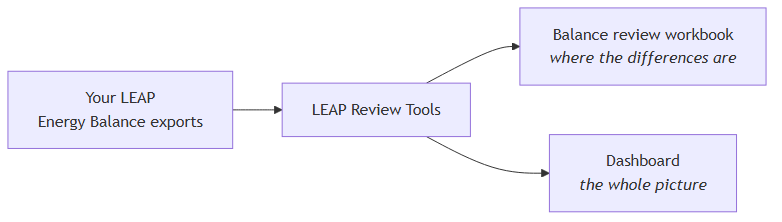 Your LEAP
Energy Balance exports
LEAP Review Tools
Balance review workbook
where the differences are
Dashboard
the whole picture